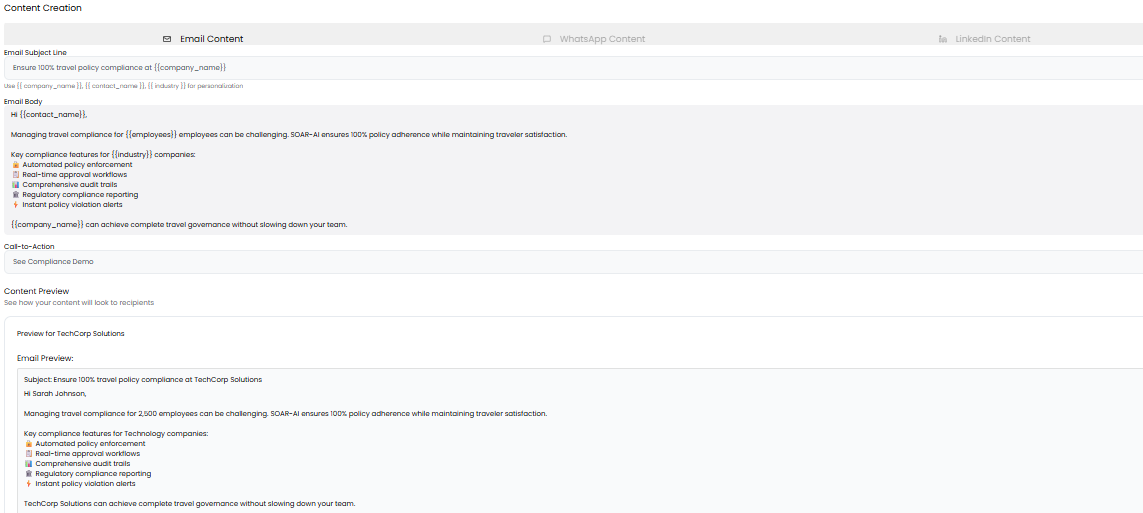 Content Creation
Email Content
WhatsApp Content
LinkedIn Content
Email Subject Line
Ensure 100% travel policy compliance at {{company_name}}
Use {{ company_name }}, {{ contact_name }}, {{ industry }} for personalization
Email Body
Hi {{contact_name}},
Managing travel compliance for {{employees}} employees can be challenging. SOAR-AI ensures 100% policy adherence while maintaining traveler satisfaction.
Key compliance features for {{industry}} companies:
Automated policy enforcement
Real-time approval workflows
Comprehensive audit trails
Regulatory compliance reporting
Instant policy violation alerts
{{company_name}} can achieve complete travel governance without slowing down your team.
Call-to-Action
See Compliance Demo
Content Preview
See how your content will look to recipients
Preview for TechCorp Solutions
Email Preview:
Subject: Ensure 100% travel policy compliance at TechCorp Solutions
Hi Sarah Johnson,
Managing travel compliance for 2,500 employees can be challenging. SOAR-AI ensures 100% policy adherence while maintaining traveler satisfaction.
Key compliance features for Technology companies:
Automated policy enforcement
Real-time approval workflows
Comprehensive audit trails
Regulatory compliance reporting
Instant policy violation alerts
TechCorp Solutions can achieve complete travel governance without slowing down your team.